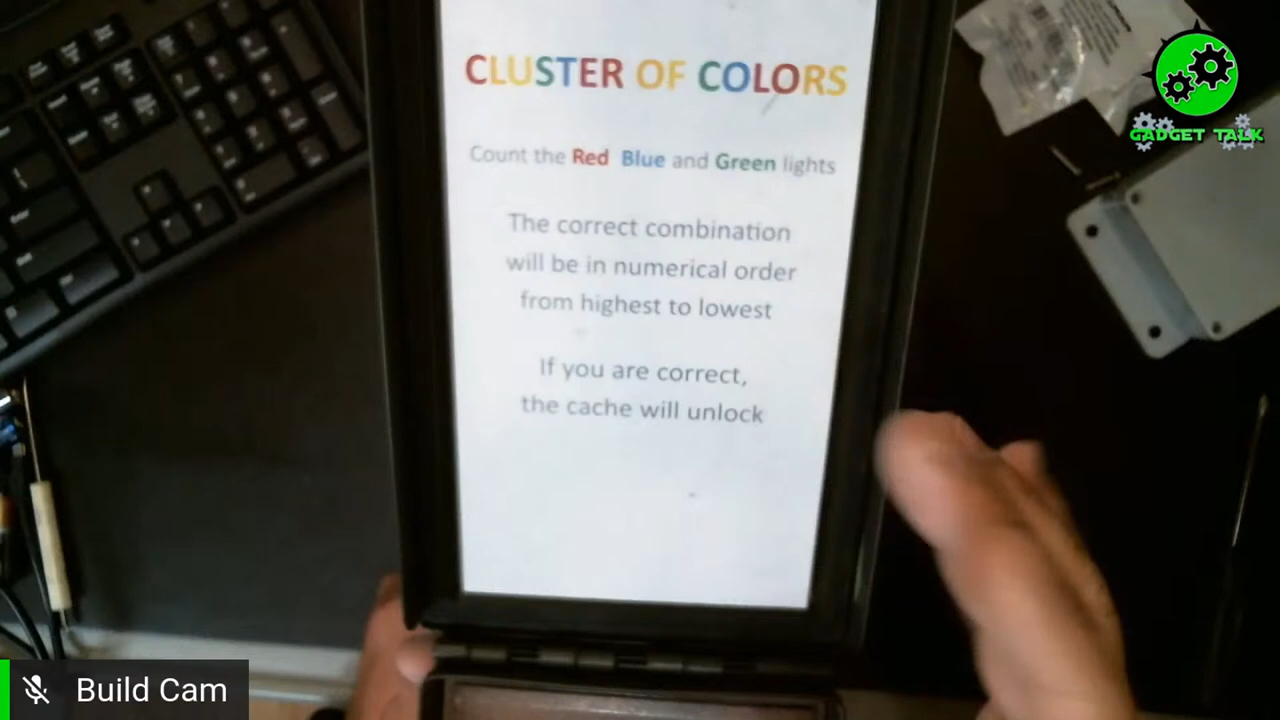 CLUSTER OF COLORS
Count the Red Blue and Green lights
The correct combination
will be in numerical order
from highest to lowest
If you are correct,
the cache will unlock
GADGET TALK
Build Cam